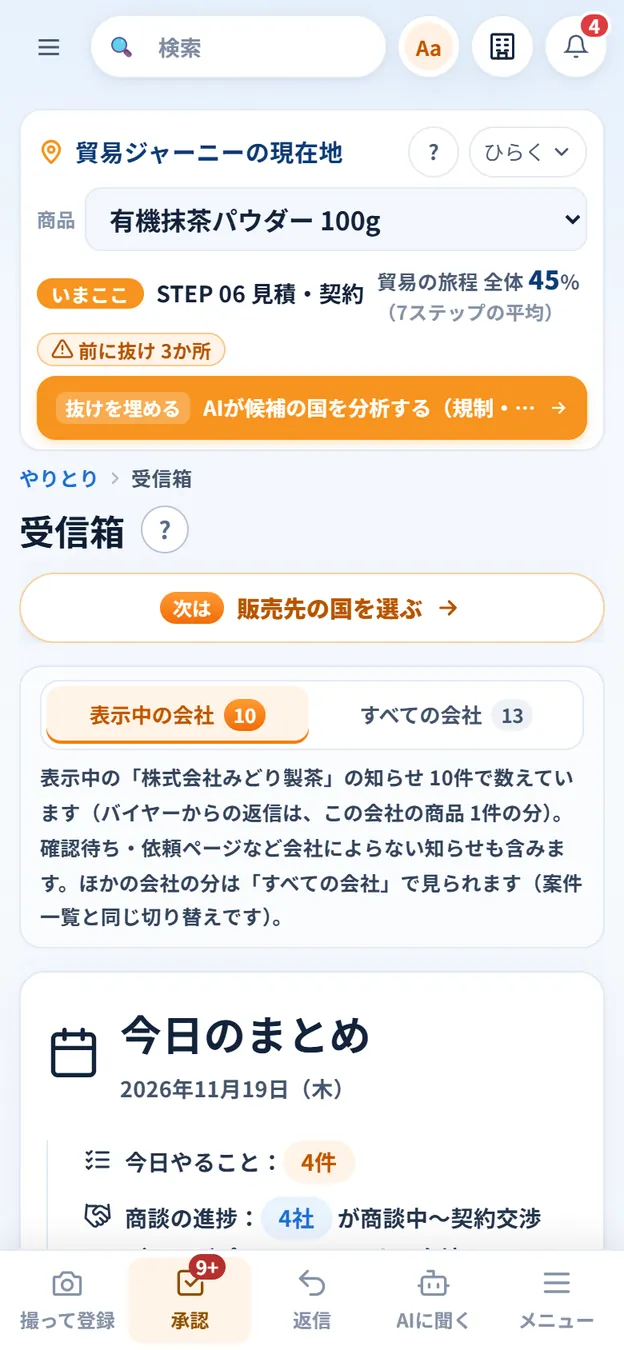 検索
Aa
4
貿易ジャーニーの現在地
?
ひらく
商品
有機抹茶パウダー 100g
いまここ STEP 06 見積・契約
貿易の旅程 全体 45%
（7ステップの平均）
前に抜け 3か所
抜けを埋める AIが候補の国を分析する（規制・… →
やりとり > 受信箱
受信箱 ?
次は 販売先の国を選ぶ →
表示中の会社 10
すべての会社 13
表示中の「株式会社みどり製茶」の知らせ 10件で数えてい
ます（バイヤーからの返信は、この会社の商品 1件の分）。
確認待ち・依頼ページなど会社によらない知らせも含みま
す。ほかの会社の分は「すべての会社」で見られます（案件
一覧と同じ切り替えです）。
今日のまとめ
2026年11月19日（木）
今日やること： 4件
商談の進捗： 4社 が商談中〜契約交渉
撮って登録
9+
承認
返信
AIに聞く
メニュー